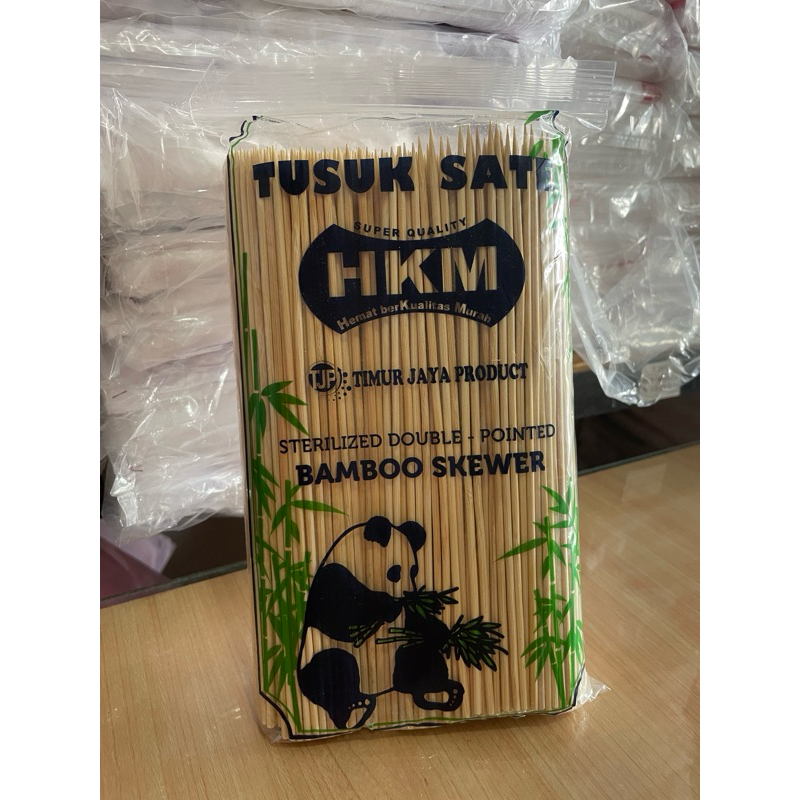 TUSUK SATE
SUPER QUALITY
HKM
Hemat berKualitas Murah
TJP TIMUR JAYA PRODUCT
STERILIZED DOUBLE - POINTED
BAMBOO SKEWER